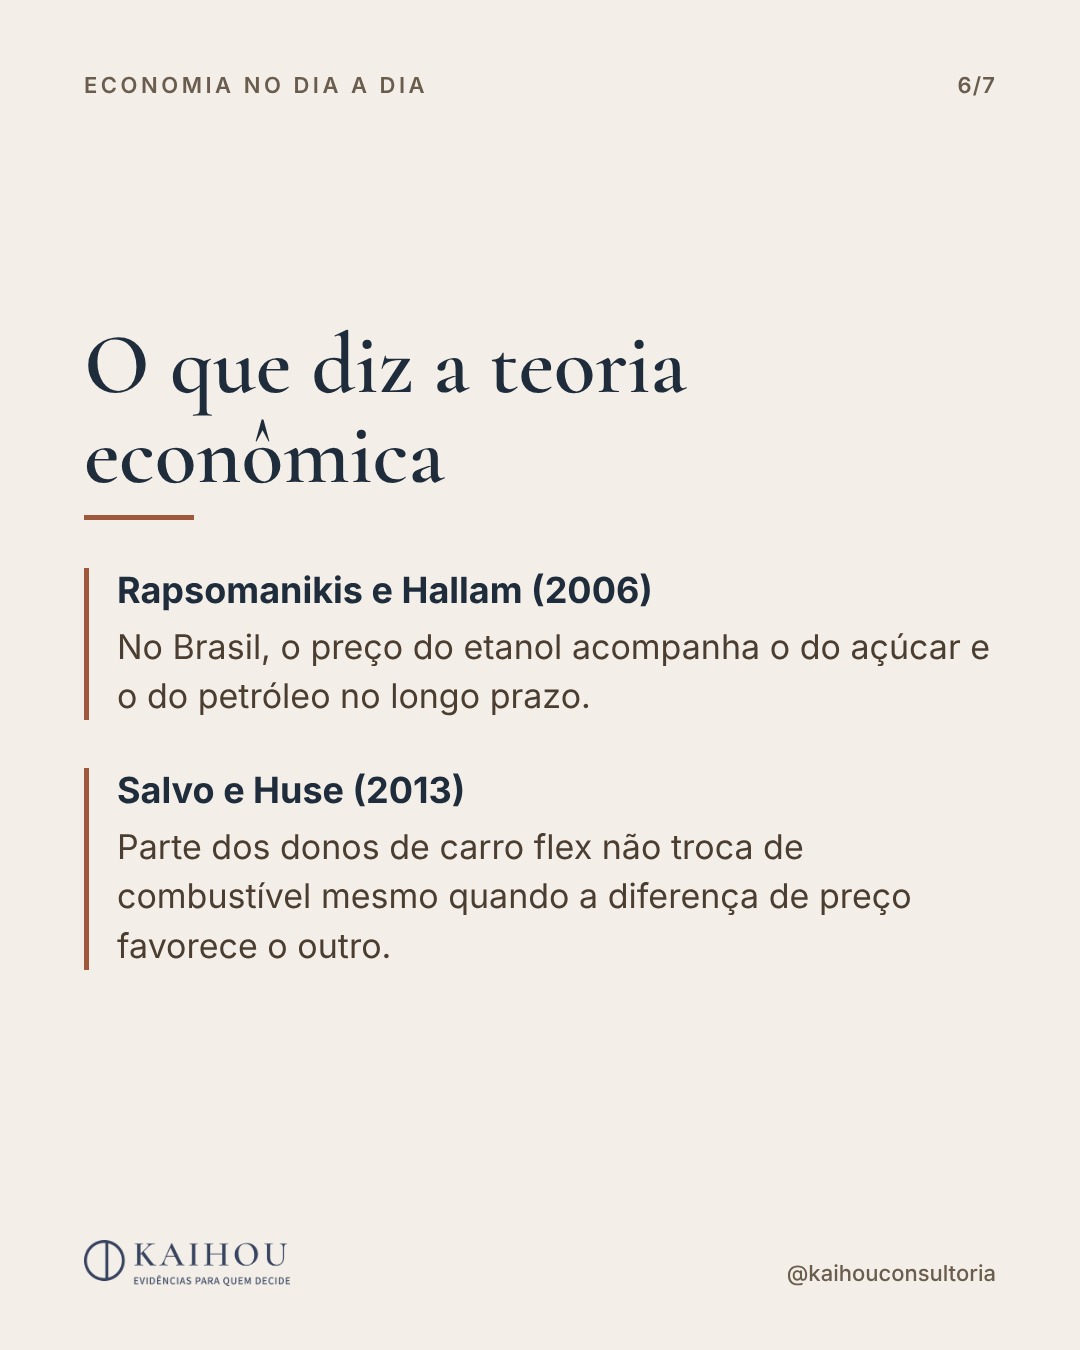 ECONOMIA NO DIA A DIA
6/7
O que diz a teoria
econômica
Rapsomanikis e Hallam (2006)
No Brasil, o preço do etanol acompanha o do açúcar e
o do petróleo no longo prazo.
Salvo e Huse (2013)
Parte dos donos de carro flex não troca de
combustível mesmo quando a diferença de preço
favorece o outro.
KAIHOU
EVIDÊNCIAS PARA QUEM DECIDE
@kaihouconsultoria